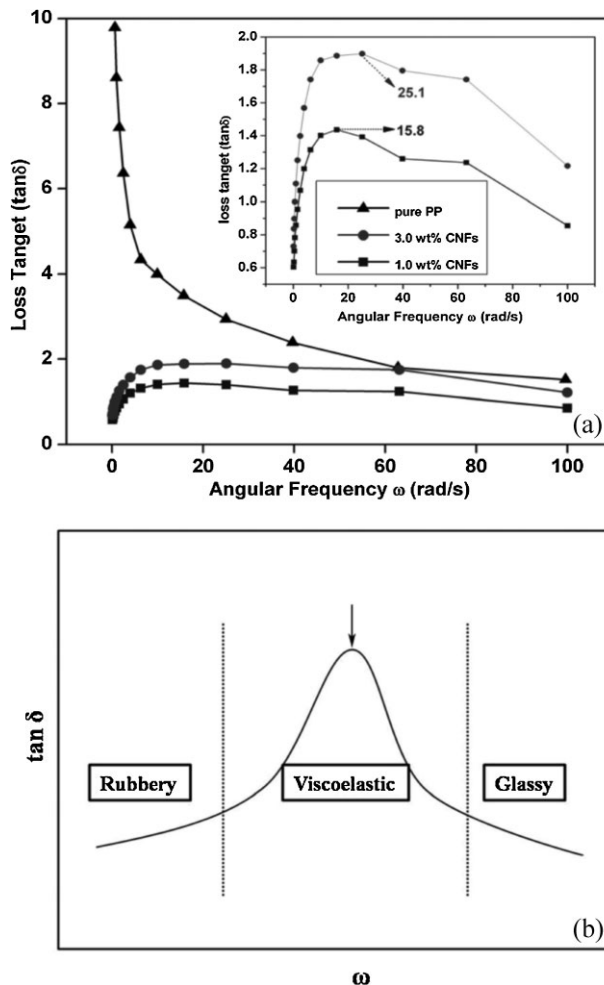 10
8
6
4
2
0
Loss Tanget (tanδ)
0
20
40
60
80
100
Angular Frequency ω (rad/s)
(a)
2.0
1.8
1.6
1.4
1.2
1.0
0.8
0.6
loss tanget (tanδ)
25.1
15.8
pure PP
3.0 wt% CNFs
1.0 wt% CNFs
0
20
40
60
80
100
Angular Frequency ω (rad/s)
tan δ
Rubbery
Viscoelastic
Glassy
(b)
ω